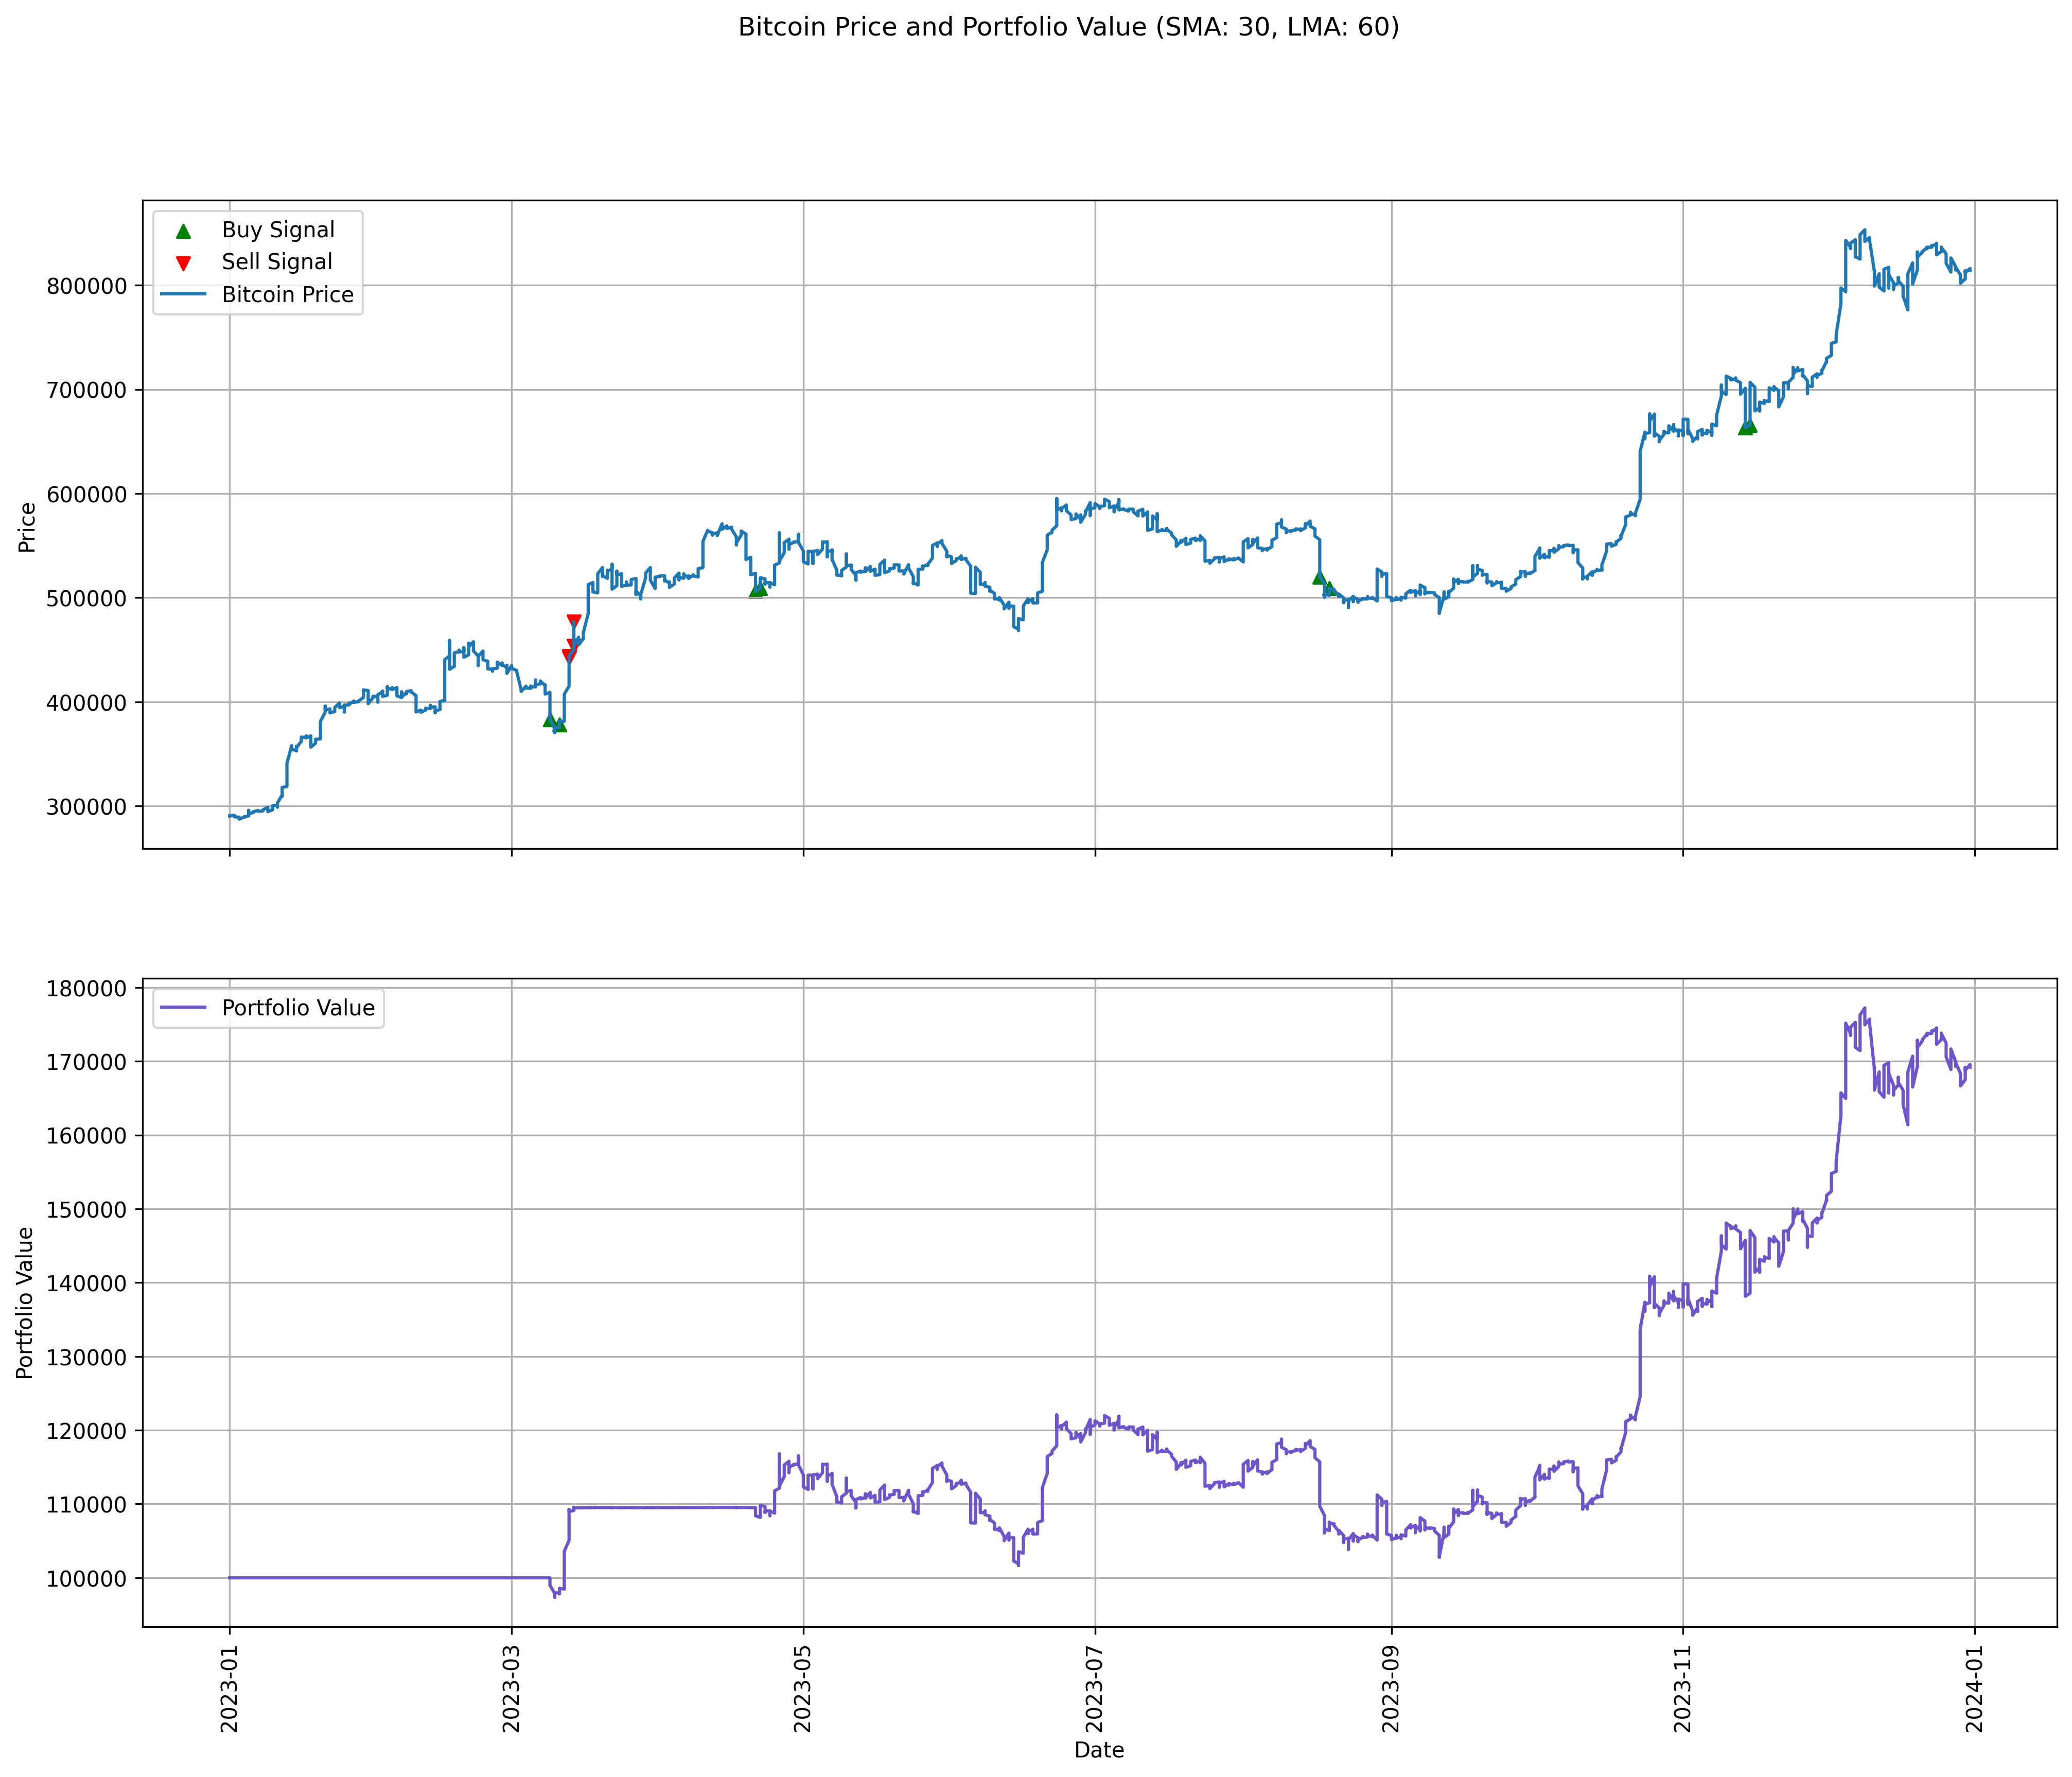 Bitcoin Price and Portfolio Value (SMA: 30, LMA: 60)
Buy Signal
Sell Signal
Bitcoin Price
800000
700000
600000
500000
400000
300000
Price
Portfolio Value
180000
170000
160000
150000
140000
130000
120000
110000
100000
Portfolio Value
2023-01
2023-03
2023-05
2023-07
2023-09
2023-11
2024-01
Date